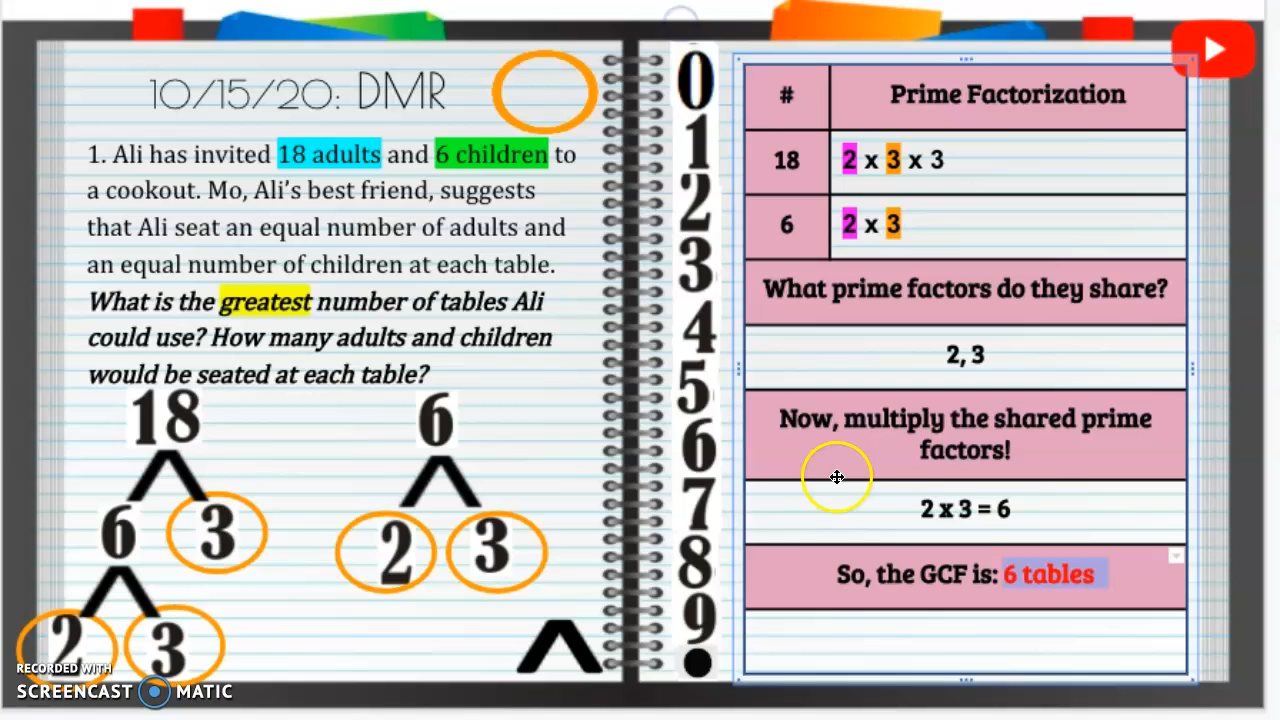 10/15/20: DMR
1. Ali has invited 18 adults and 6 children to
a cookout. Mo, Ali's best friend, suggests
that Ali seat an equal number of adults and
an equal number of children at each table.
What is the greatest number of tables Ali
could use? How many adults and children
would be seated at each table?
18
6
6 3
2 3
2 3
RECORDED WITH
SCREENCAST MATIC
0
1
2
3
4
5
6
7
8
9
# Prime Factorization
18 2 x 3 x 3
6 2 x 3
What prime factors do they share?
2, 3
Now, multiply the shared prime
factors!
2 x 3 = 6
So, the GCF is: 6 tables